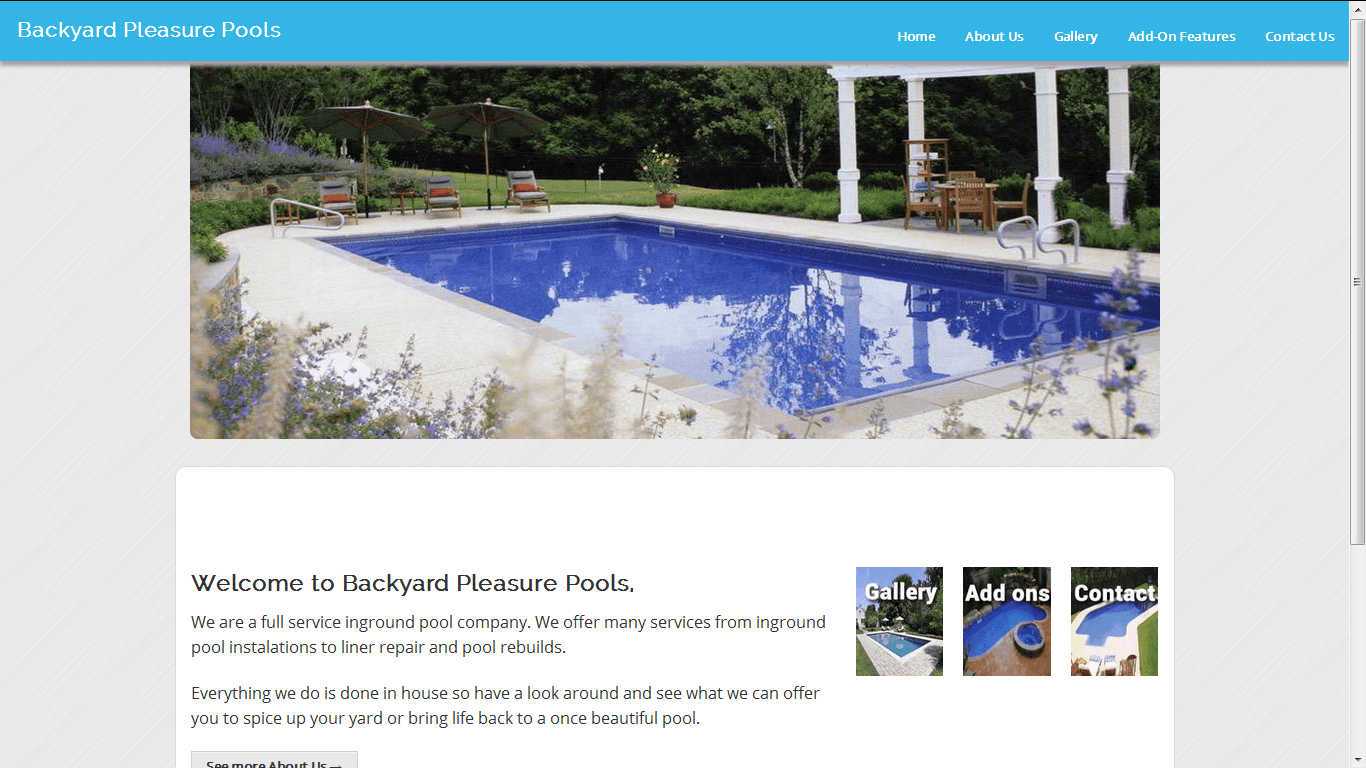 Backyard Pleasure Pools
Home About Us Gallery Add-On Features Contact Us
Welcome to Backyard Pleasure Pools,
We are a full service inground pool company. We offer many services from inground
pool instalations to liner repair and pool rebuilds.
Everything we do is done in house so have a look around and see what we can offer
you to spice up your yard or bring life back to a once beautiful pool.
See more About Us →
Gallery
Add ons
Contact